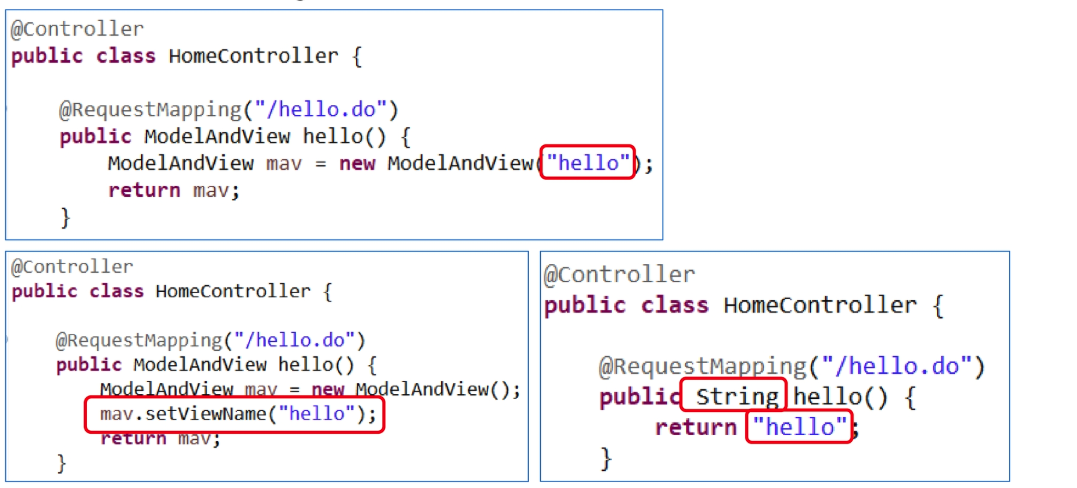 @Controller
public class HomeController {
@RequestMapping("/hello.do")
public ModelAndView hello() {
ModelAndView mav = new ModelAndView("hello");
return mav;
}
@Controller
public class HomeController {
@RequestMapping("/hello.do")
public ModelAndView hello() {
ModelAndView mav = new ModelAndView();
mav.setViewName("hello");
return mav;
}
@Controller
public class HomeController {
@RequestMapping("/hello.do")
public String hello() {
return "hello";
}